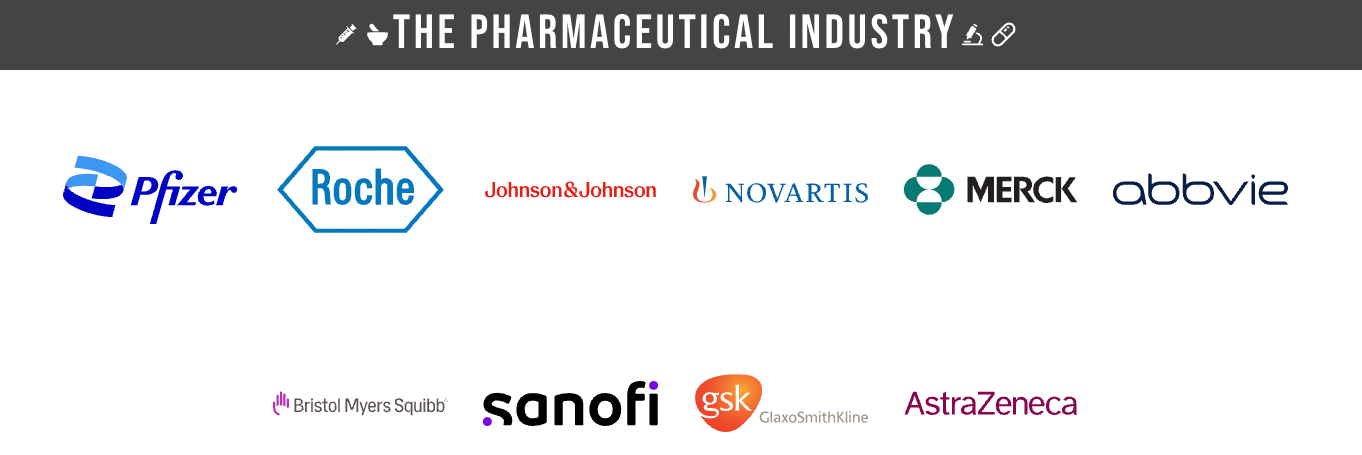 THE PHARMACEUTICAL INDUSTRY
Pfizer
Roche
Johnson&Johnson
NOVARTIS
MERCK
abbvie
Bristol Myers Squibb
sanofi
gsk
GlaxoSmithKline
AstraZeneca